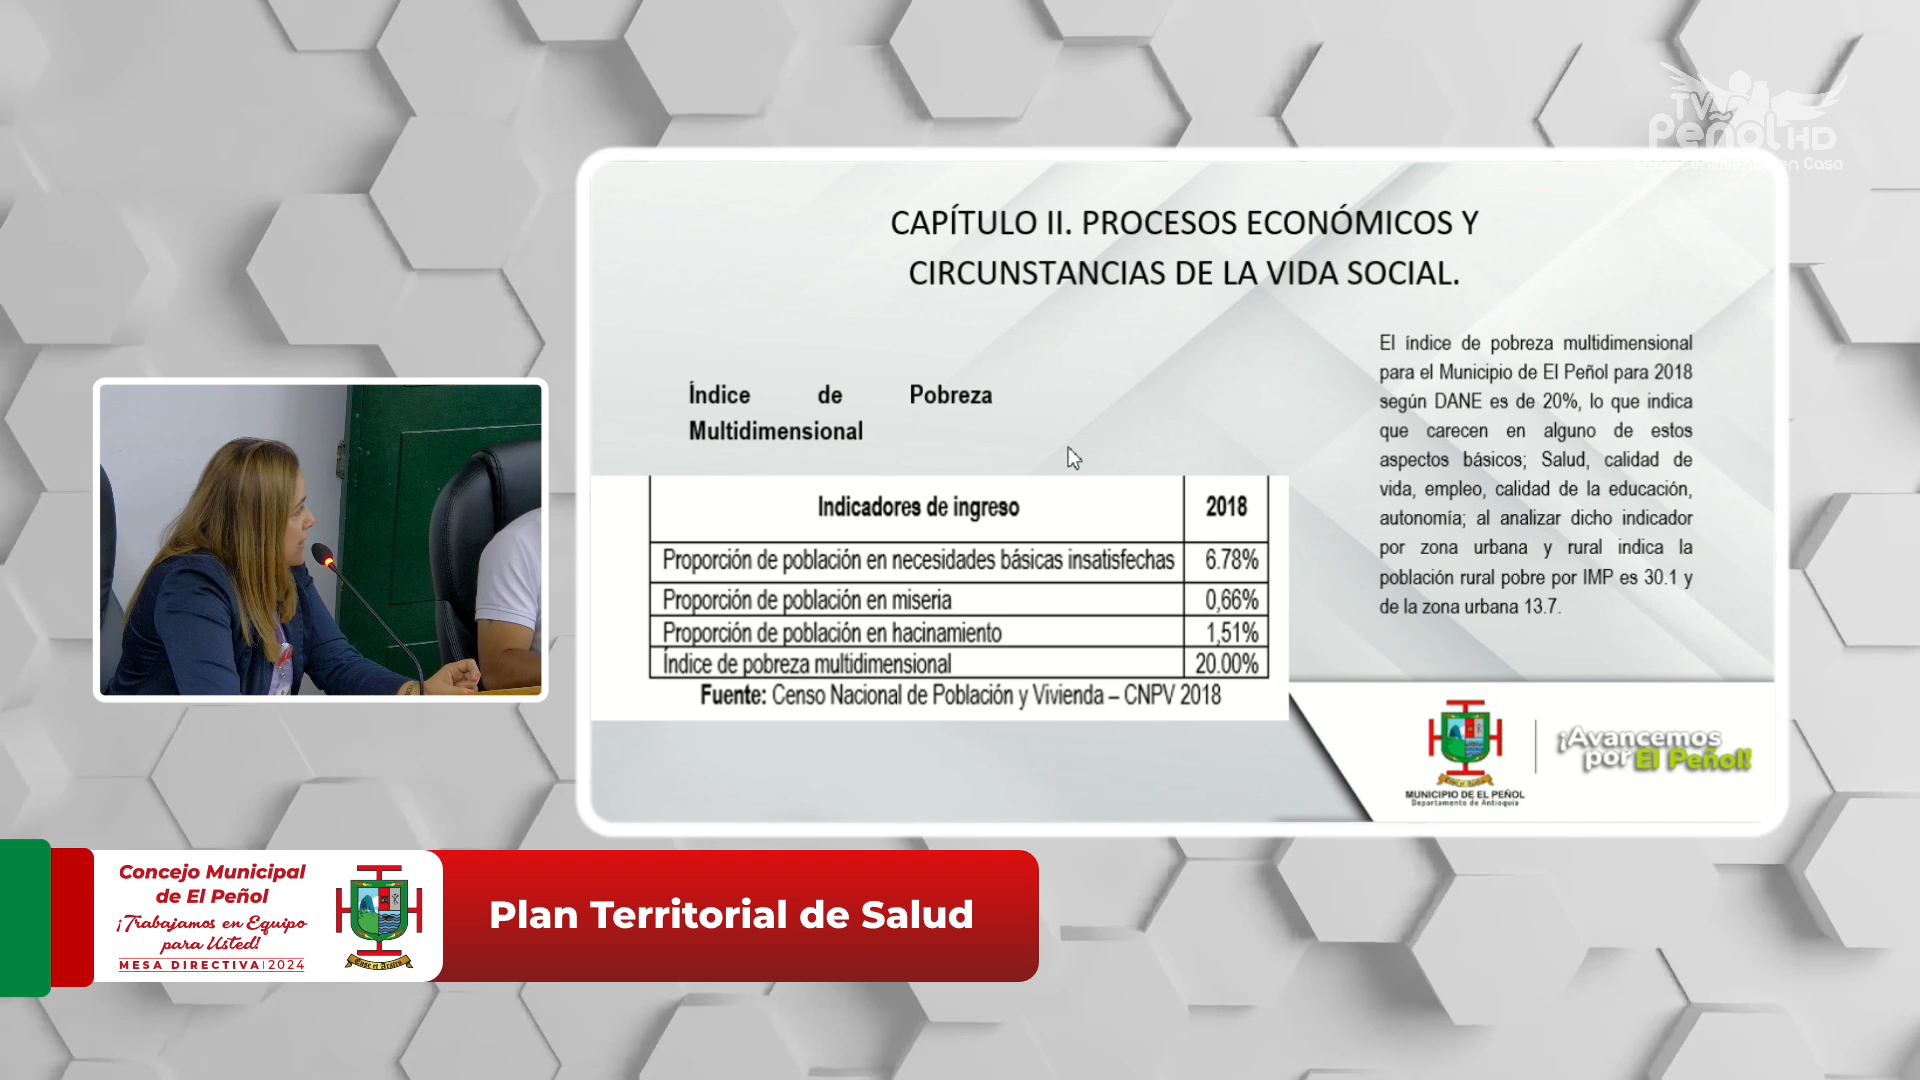 TV
Peñol HD
en Casa
CAPÍTULO II. PROCESOS ECONÓMICOS Y
CIRCUNSTANCIAS DE LA VIDA SOCIAL.
Índice de Pobreza
Multidimensional
Indicadores de ingreso 2018
Proporción de población en necesidades básicas insatisfechas 6.78%
Proporción de población en miseria 0,66%
Proporción de población en hacinamiento 1,51%
Índice de pobreza multidimensional 20.00%
Fuente: Censo Nacional de Población y Vivienda – CNPV 2018
El índice de pobreza multidimensional
para el Municipio de El Peñol para 2018
según DANE es de 20%, lo que indica
que carecen en alguno de estos
aspectos básicos; Salud, calidad de
vida, empleo, calidad de la educación,
autonomía; al analizar dicho indicador
por zona urbana y rural indica la
población rural pobre por IMP es 30.1 y
de la zona urbana 13.7.
MUNICIPIO DE EL PEÑOL
Departamento de Antioquia
¡Avancemos
por El Peñol!
Concejo Municipal
de El Peñol
¡Trabajamos en Equipo
para Usted!
MESA DIRECTIVA|2024
Plan Territorial de Salud